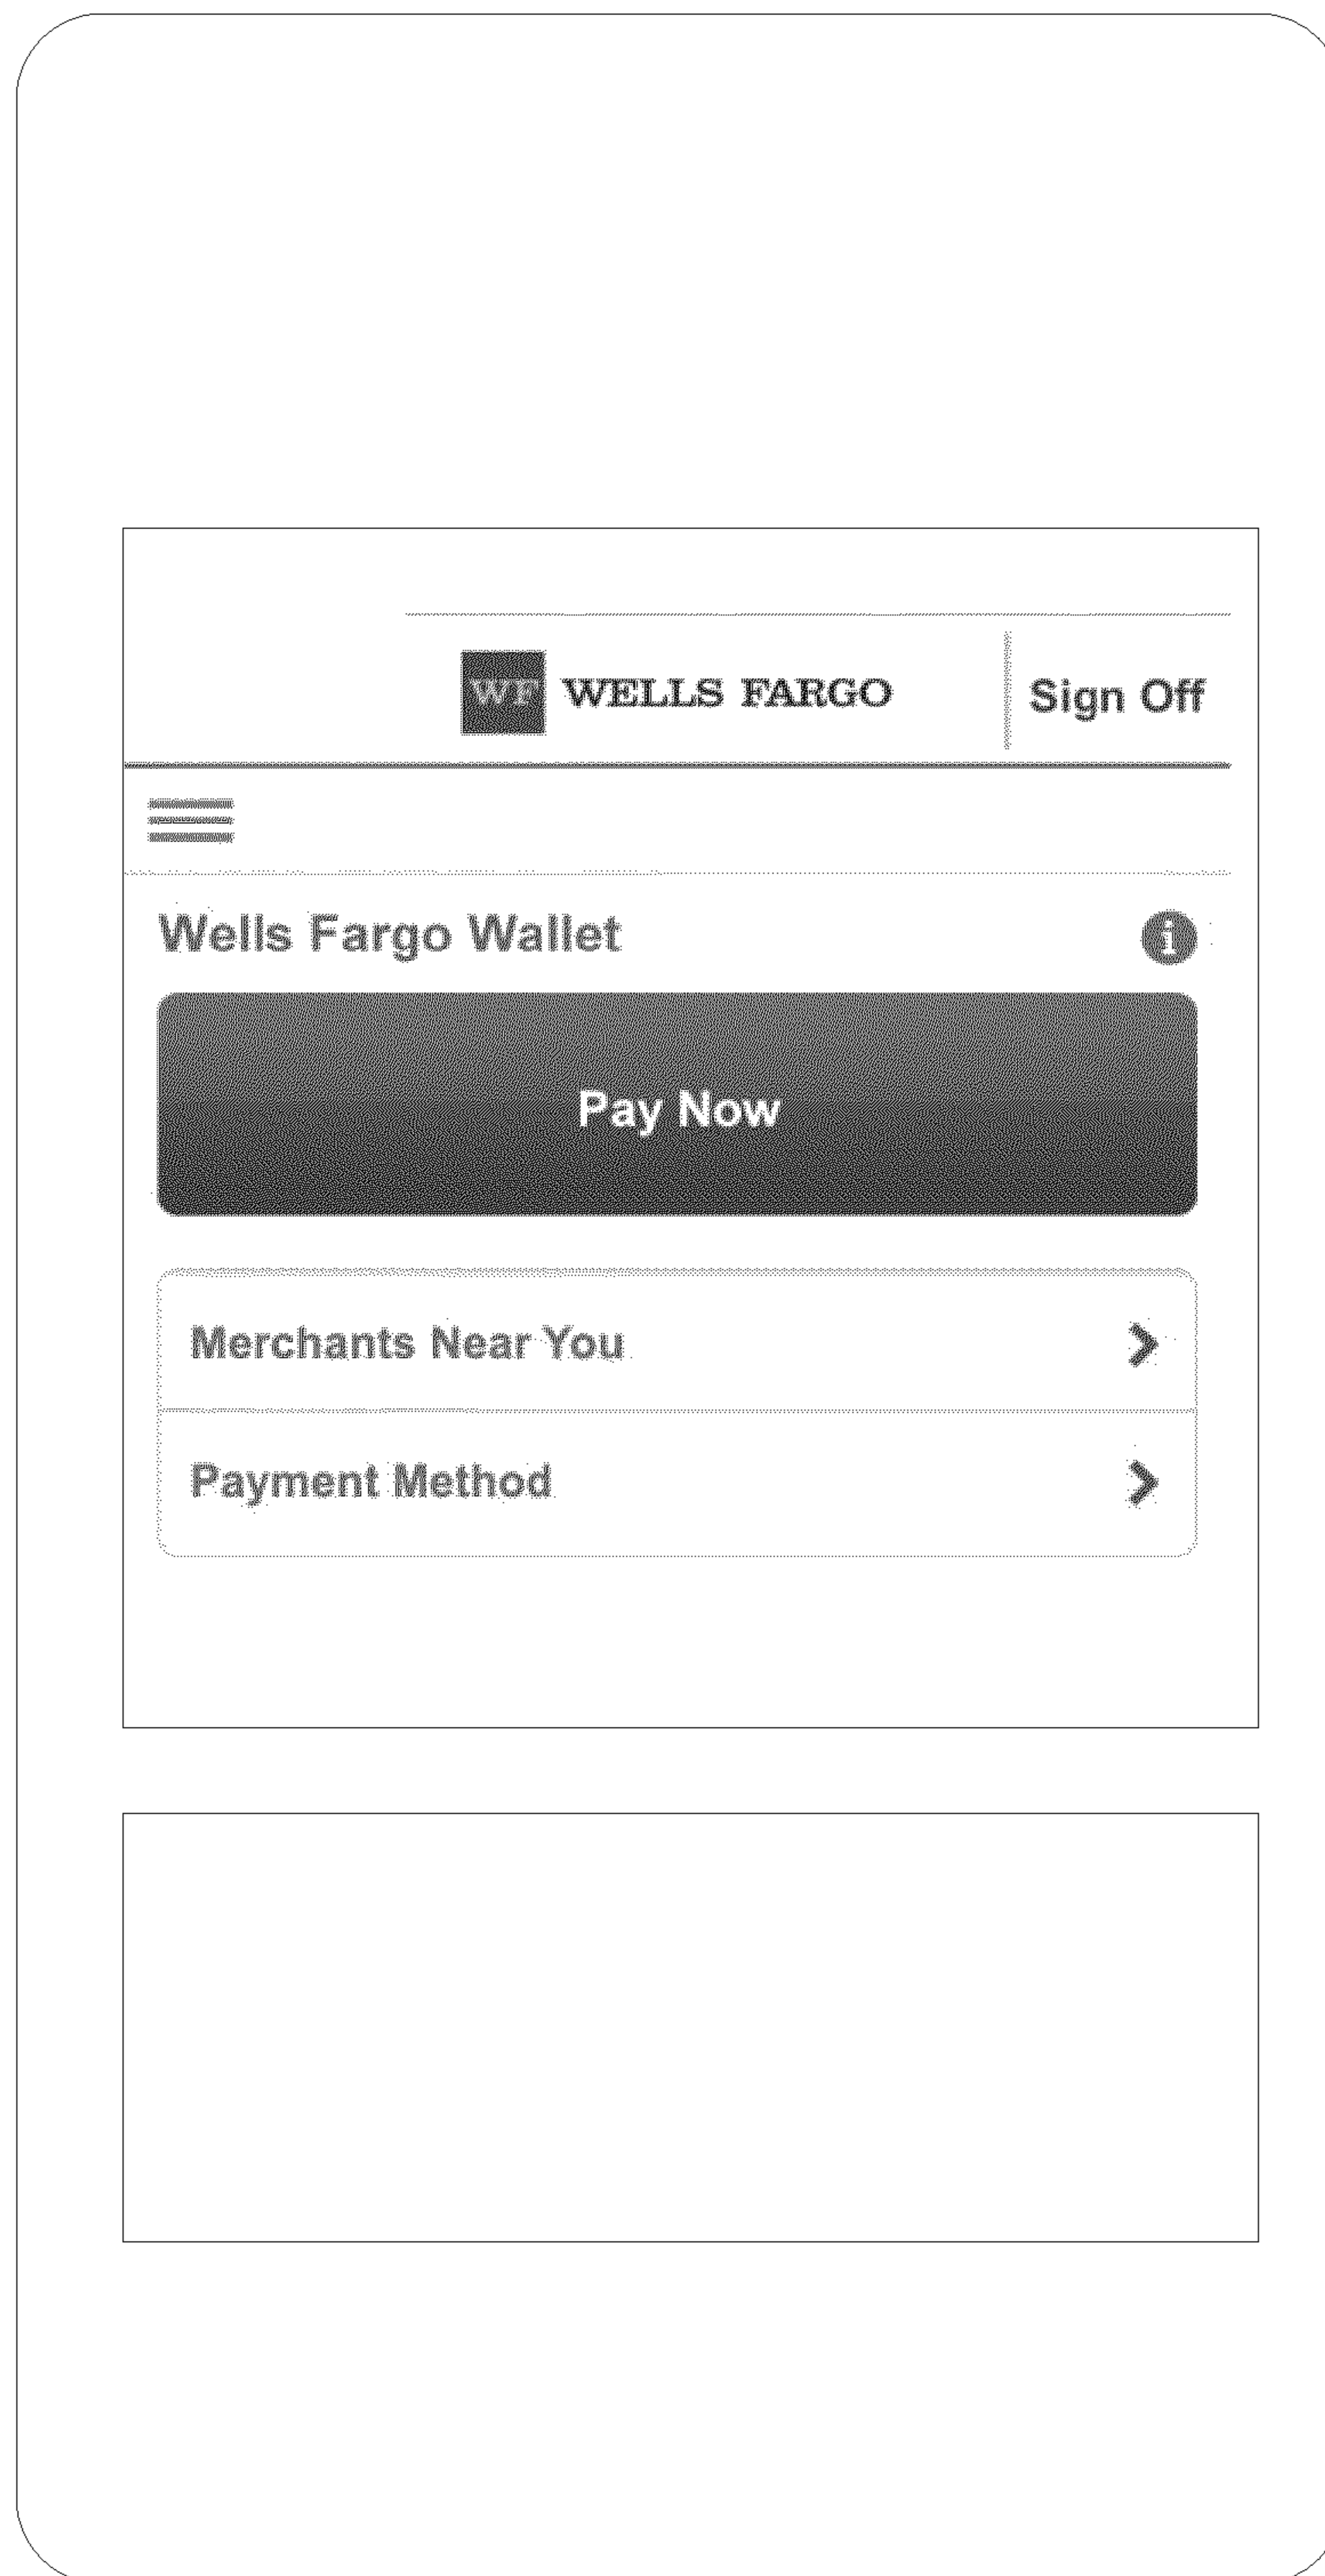 WF WELLS FARGO Sign Off
Wells Fargo Wallet i
Pay Now
Merchants Near You
Payment Method